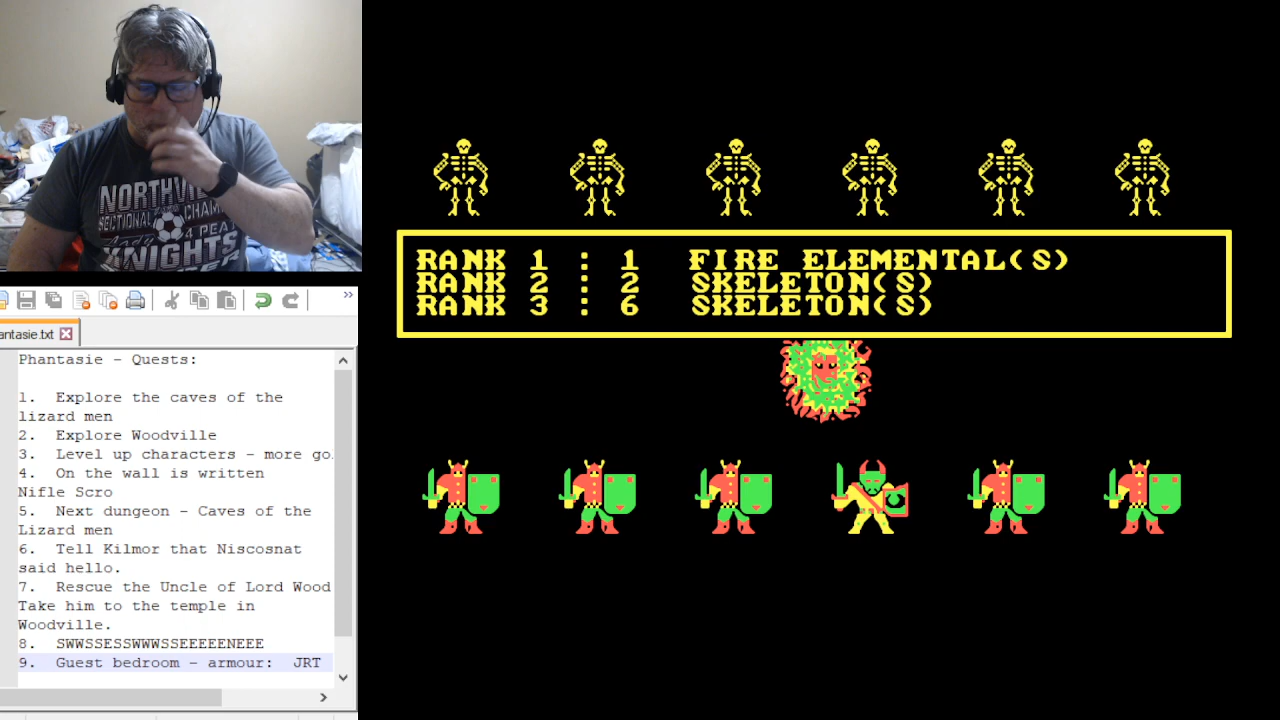 NORTHVI
SECTIONAL CHAM
Andy 4 PEAT
KNIGHTS
RANK 1 : 1 FIRE ELEMENTAL(S)
RANK 2 : 2 SKELETON(S)
RANK 3 : 6 SKELETON(S)
antasie.txt
Phantasie - Quests:
1. Explore the caves of the
lizard men
2. Explore Woodville
3. Level up characters - more go
4. On the wall is written
Nifle Scro
5. Next dungeon - Caves of the
Lizard men
6. Tell Kilmor that Niscosnat
said hello.
7. Rescue the Uncle of Lord Wood
Take him to the temple in
Woodville.
8. SWWSSESSWWWSSEEEEENEEE
9. Guest bedroom - armour: JRT